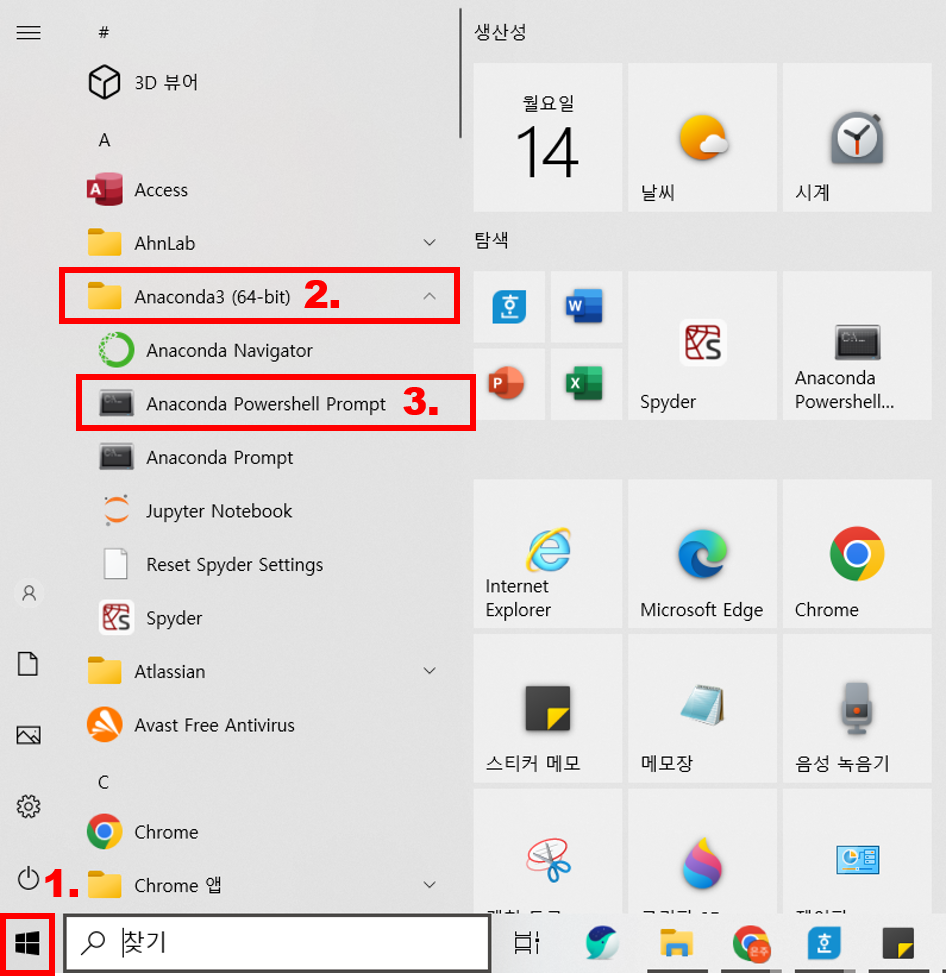 #
3D 뷰어
A
Access
AhnLab
Anaconda3 (64-bit) 2.
Anaconda Navigator
Anaconda Powershell Prompt 3.
Anaconda Prompt
Jupyter Notebook
Reset Spyder Settings
Spyder
Atlassian
Avast Free Antivirus
C
Chrome
1.
Chrome 앱
찾기
생산성
월요일
14
날씨
시계
탐색
Spyder
Anaconda
Powershell...
Internet
Explorer
Microsoft Edge
Chrome
스티커 메모
메모장
음성 녹음기